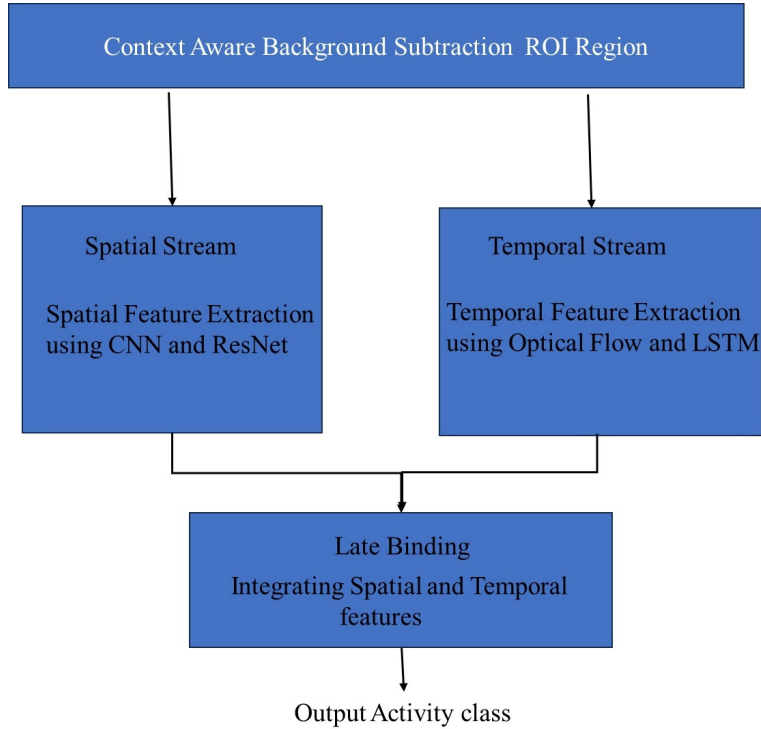 Context Aware Background Subtraction ROI Region
Spatial Stream
Spatial Feature Extraction
using CNN and ResNet
Temporal Stream
Temporal Feature Extraction
using Optical Flow and LSTM
Late Binding
Integrating Spatial and Temporal
features
Output Activity class